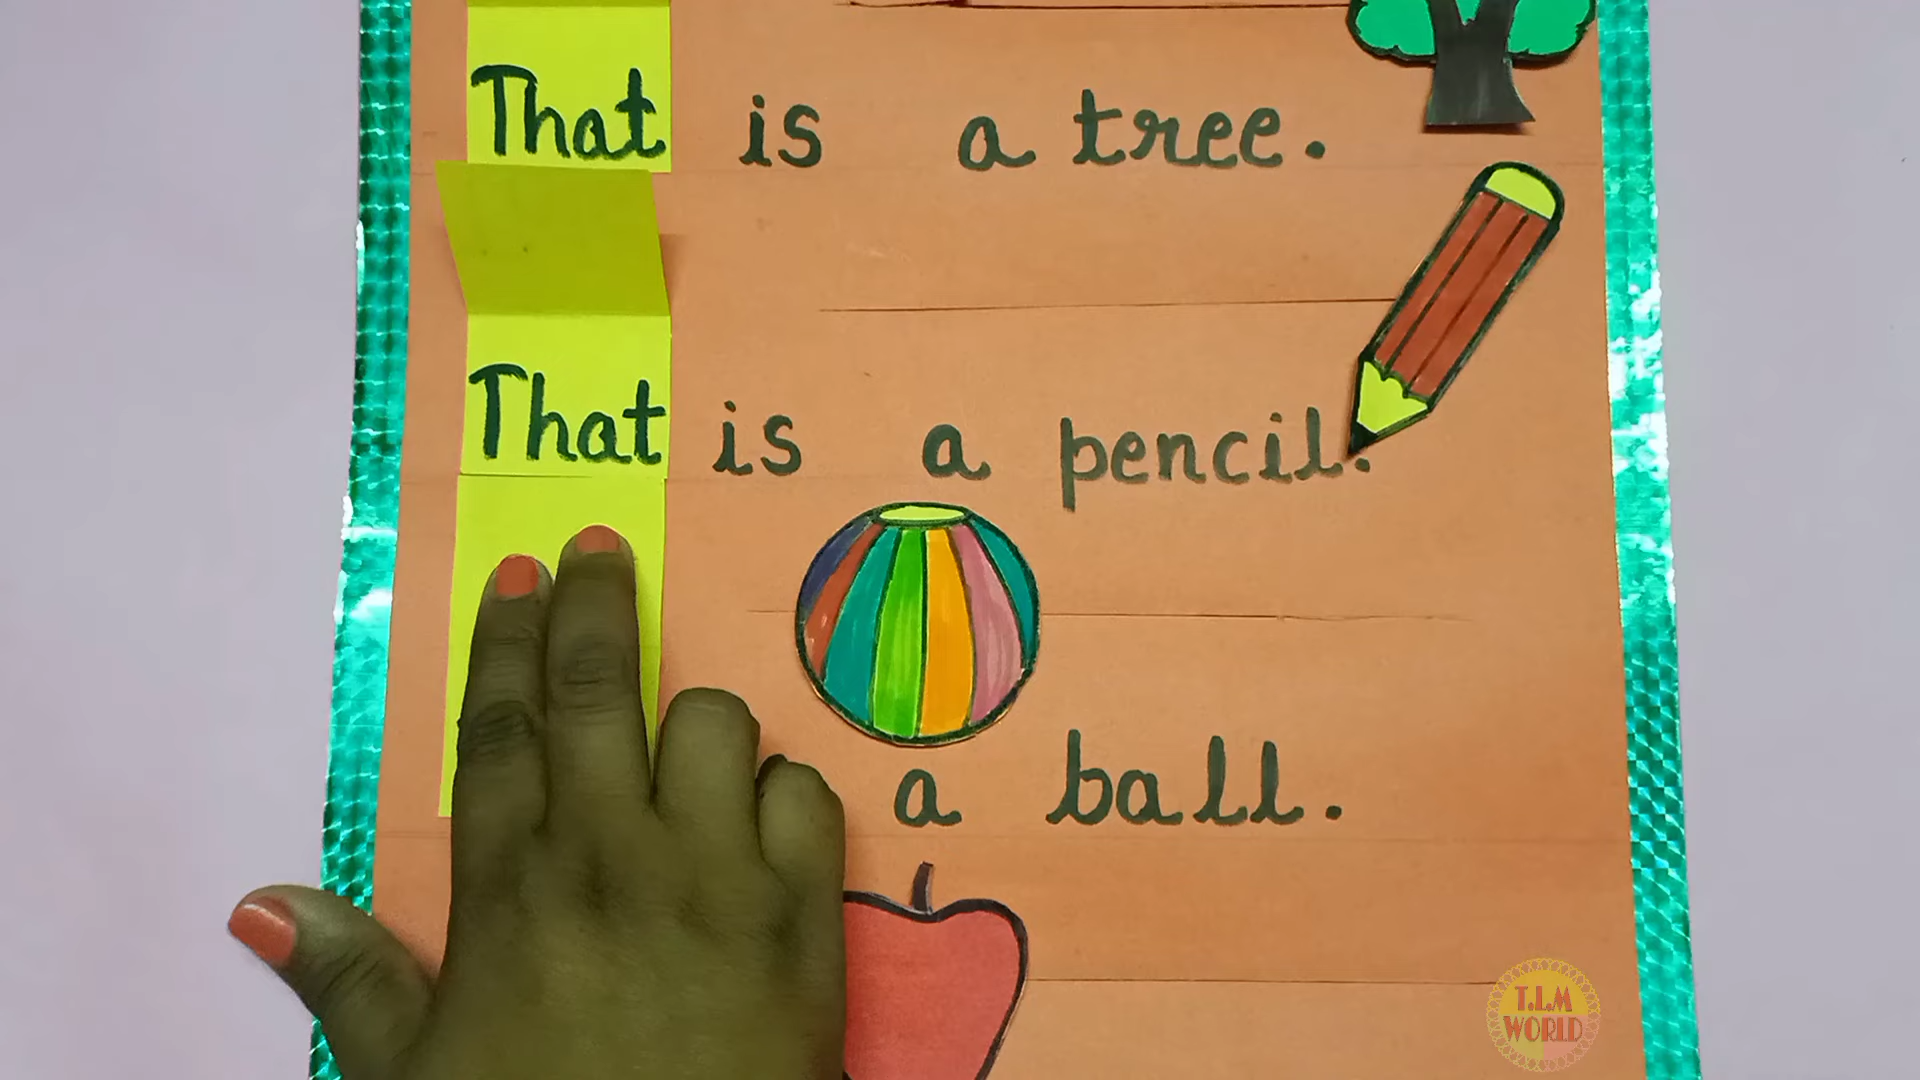 That is a tree.
That is a pencil.
a ball.
T.L.M
WORLD